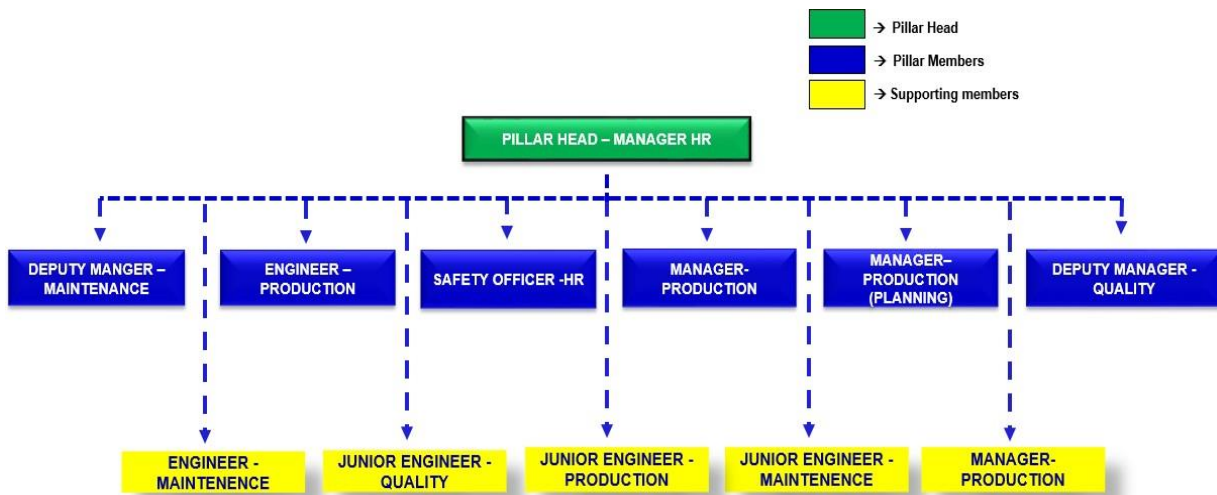 → Pillar Head
→ Pillar Members
→ Supporting members
PILLAR HEAD – MANAGER HR
DEPUTY MANGER –
MAINTENANCE
ENGINEER –
PRODUCTION
SAFETY OFFICER -HR
MANAGER-
PRODUCTION
MANAGER–
PRODUCTION
(PLANNING)
DEPUTY MANAGER -
QUALITY
ENGINEER -
MAINTENENCE
JUNIOR ENGINEER -
QUALITY
JUNIOR ENGINEER -
PRODUCTION
JUNIOR ENGINEER -
MAINTENENCE
MANAGER-
PRODUCTION